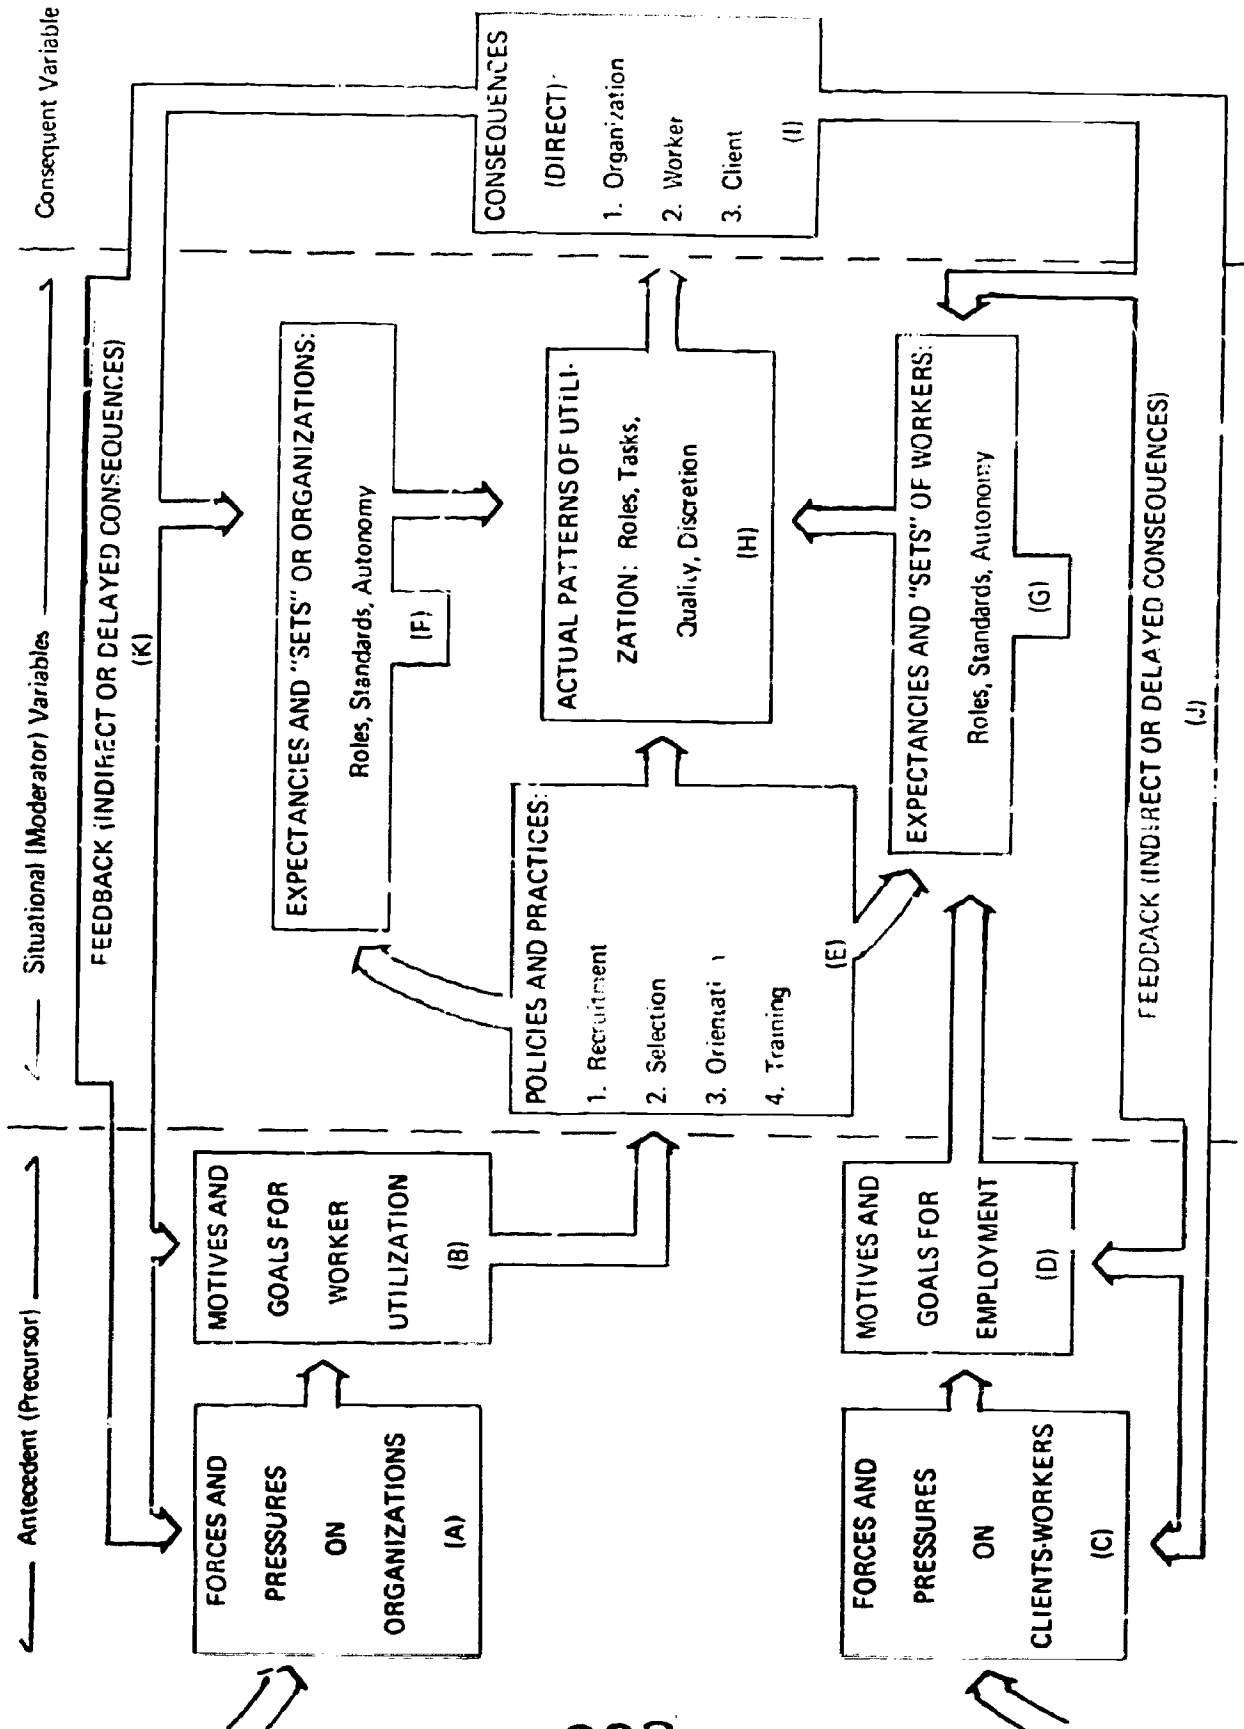 Antecedent (Precursor)
Situational (Moderator) Variables
Consequent Variable
FEEDBACK (INDIRECT OR DELAYED CONSEQUENCES)
(K)
FORCES AND
PRESSURES
ON
ORGANIZATIONS
(A)
MOTIVES AND
GOALS FOR
WORKER
UTILIZATION
(B)
EXPECTANCIES AND "SETS" OR ORGANIZATIONS:
Roles, Standards, Autonomy
(F)
POLICIES AND PRACTICES:
1. Recruitment
2. Selection
3.
4. Training
(E)
ACTUAL PATTERNS OF UTILI-
ZATION: Roles, Tasks,
Quality, Discretion
(H)
CONSEQUENCES
(DIRECT)
1. Organization
2. Worker
3. Client
(I)
FORCES AND
PRESSURES
ON
CLIENTS-WORKERS
(C)
MOTIVES AND
GOALS FOR
EMPLOYMENT
(D)
EXPECTANCIES AND "SETS" OF WORKERS:
Roles, Standards, Autonomy
(G)
FEEDBACK (INDIRECT OR DELAYED CONSEQUENCES)
(J)